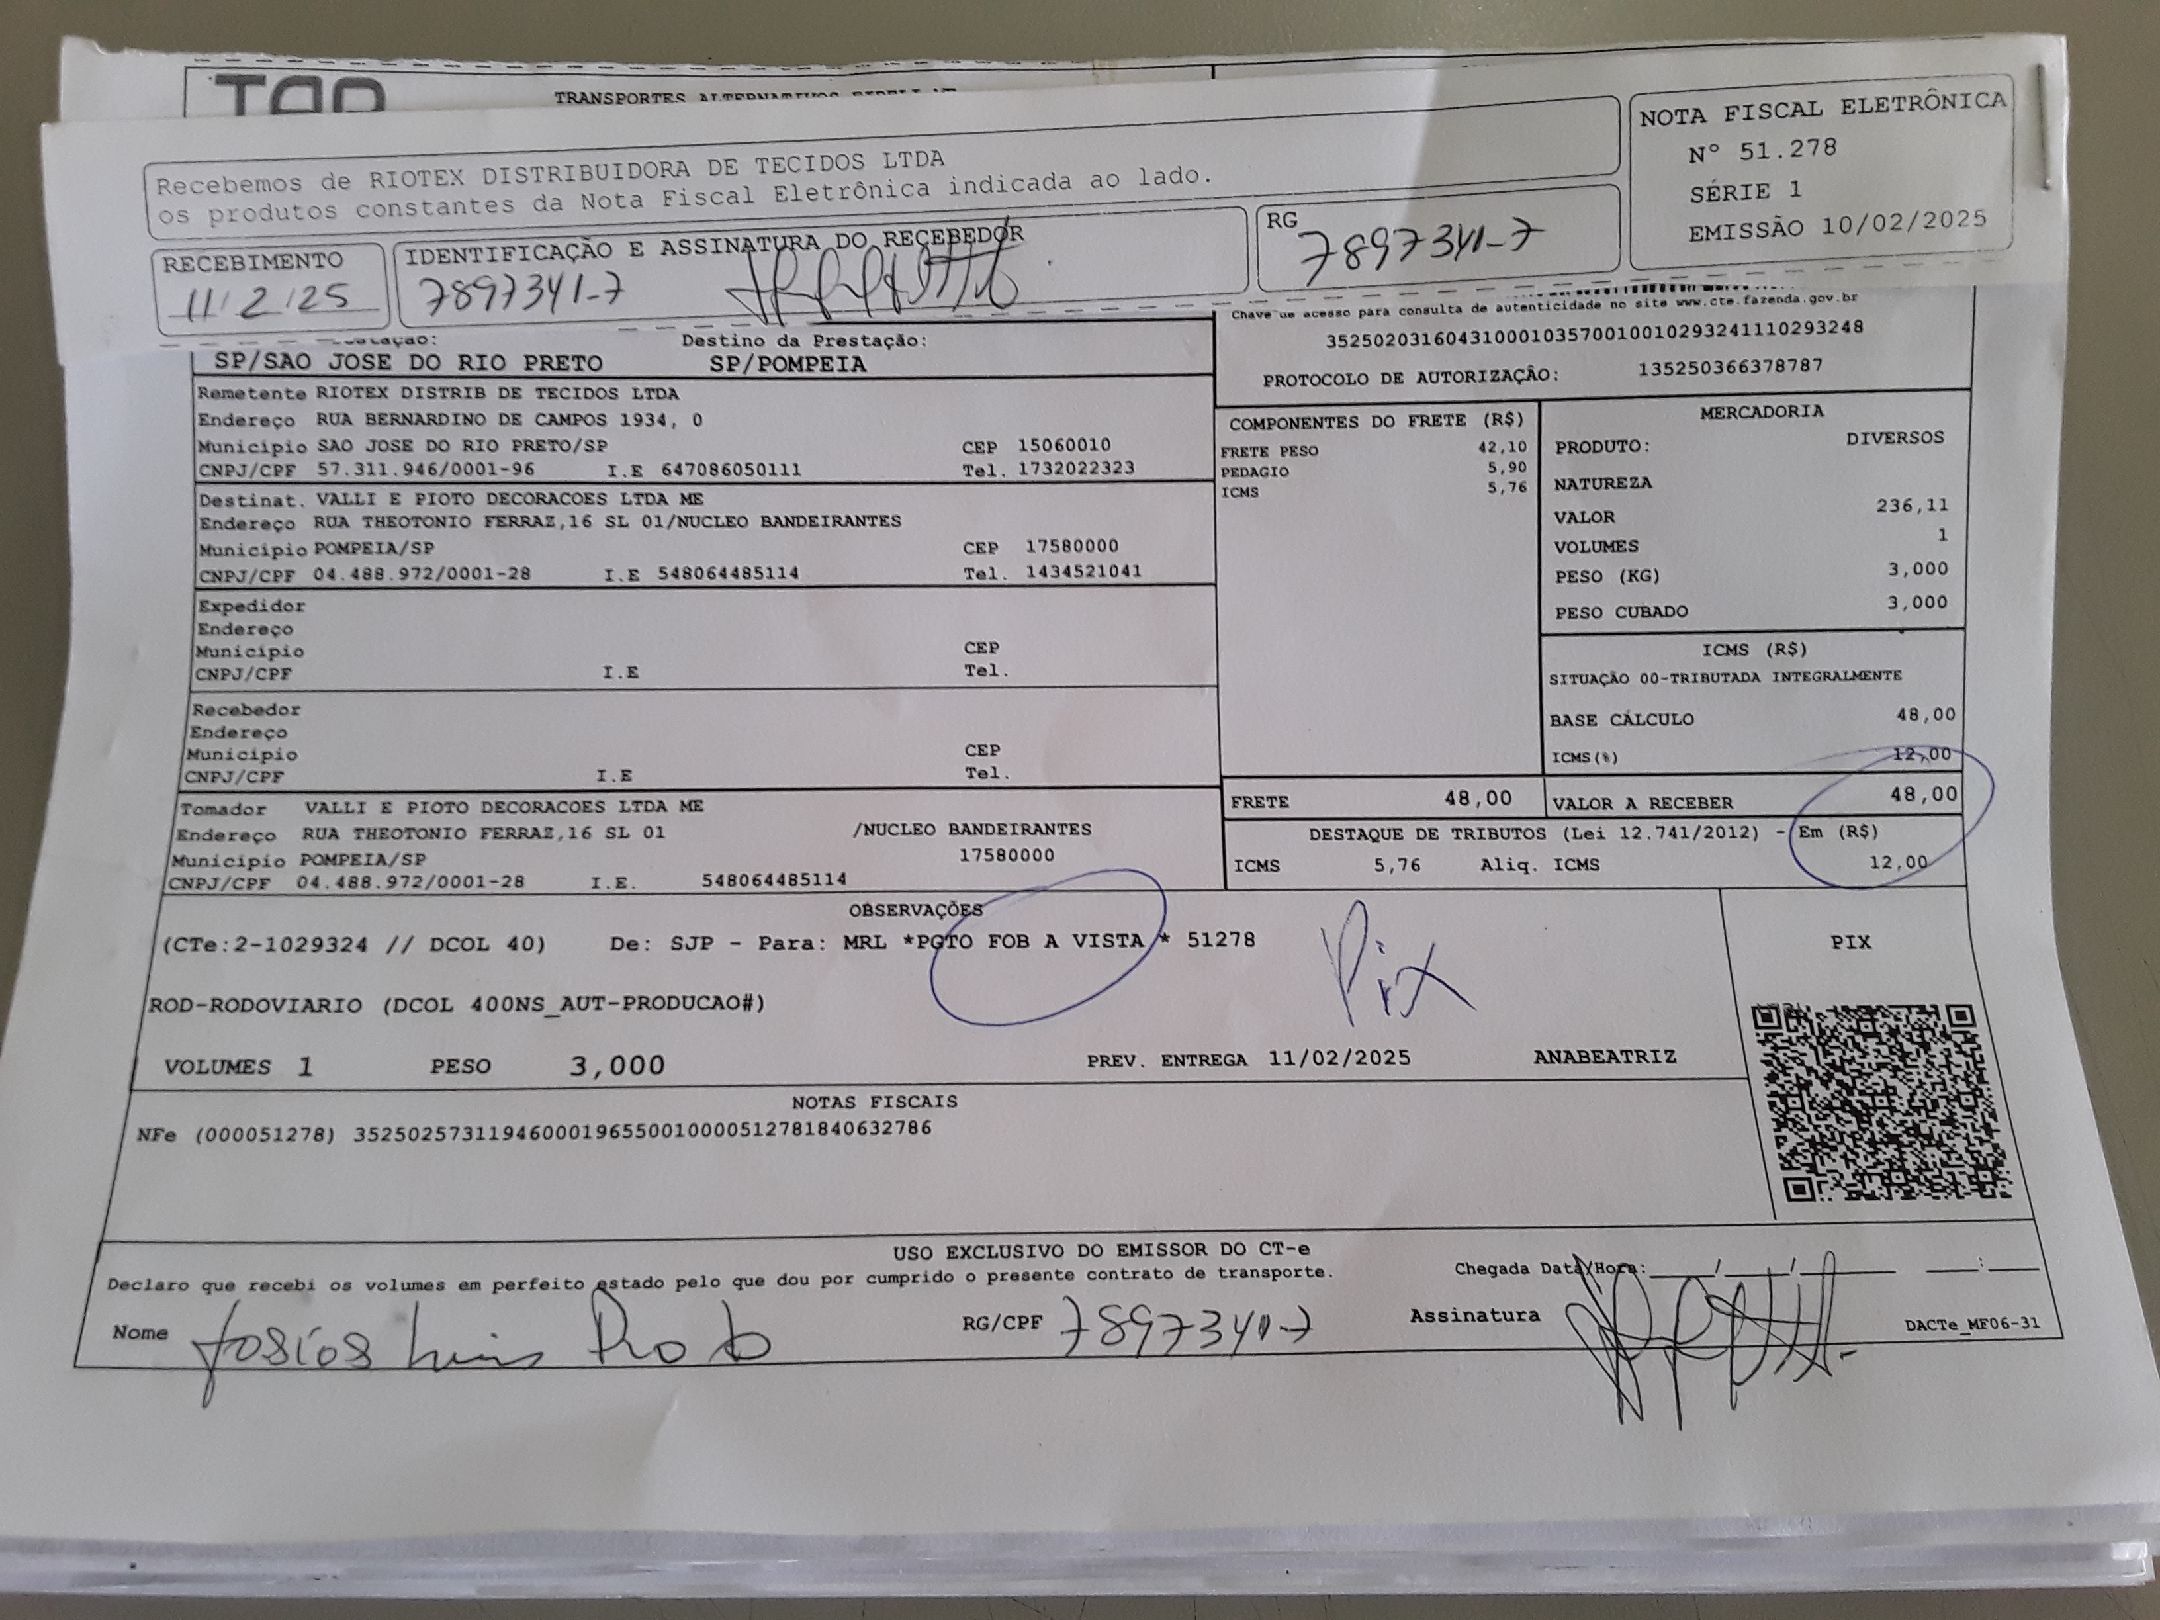 TRANSPORTES ALTERNATIVOS
Recebemos de RIOTEX DISTRIBUIDORA DE TECIDOS LTDA
os produtos constantes da Nota Fiscal Eletrônica indicada ao lado.
NOTA FISCAL ELETRÔNICA
Nº 51.278
SÉRIE 1
EMISSÃO 10/02/2025
RECEBIMENTO
11/2/25
IDENTIFICAÇÃO E ASSINATURA DO RECEBEDOR
7897341-7
RG
7897341-7
Destino da Prestação:
SP/SAO JOSE DO RIO PRETO SP/POMPEIA
Chave de acesso para consulta de autenticidade no site www.cte.fazenda.gov.br
35250203160431000103570010010293241110293248
PROTOCOLO DE AUTORIZAÇÃO: 135250366378787
Remetente RIOTEX DISTRIB DE TECIDOS LTDA
Endereço RUA BERNARDINO DE CAMPOS 1934, 0
Município SAO JOSE DO RIO PRETO/SP CEP 15060010
CNPJ/CPF 57.311.946/0001-96 I.E 647086050111 Tel. 1732022323
Destinat. VALLI E PIOTO DECORACOES LTDA ME
Endereço RUA THEOTONIO FERRAZ,16 SL 01/NUCLEO BANDEIRANTES
Município POMPEIA/SP CEP 17580000
CNPJ/CPF 04.488.972/0001-28 I.E 548064485114 Tel. 1434521041
Expedidor
Endereço
Município CEP
CNPJ/CPF I.E Tel.
Recebedor
Endereço
Município CEP
CNPJ/CPF I.E Tel.
Tomador VALLI E PIOTO DECORACOES LTDA ME
Endereço RUA THEOTONIO FERRAZ,16 SL 01 /NUCLEO BANDEIRANTES
Município POMPEIA/SP 17580000
CNPJ/CPF 04.488.972/0001-28 I.E. 548064485114
COMPONENTES DO FRETE (R$)
FRETE PESO 42,10
PEDAGIO 5,90
ICMS 5,76
MERCADORIA
PRODUTO: DIVERSOS
NATUREZA
VALOR 236,11
VOLUMES 1
PESO (KG) 3,000
PESO CUBADO 3,000
ICMS (R$)
SITUAÇÃO 00-TRIBUTADA INTEGRALMENTE
BASE CÁLCULO 48,00
ICMS(%) 12,00
FRETE 48,00 VALOR A RECEBER 48,00
DESTAQUE DE TRIBUTOS (Lei 12.741/2012) - Em (R$)
ICMS 5,76 Aliq. ICMS 12,00
OBSERVAÇÕES
(CTe:2-1029324 // DCOL 40) De: SJP - Para: MRL *PGTO FOB A VISTA * 51278
Pix
PIX
ROD-RODOVIARIO (DCOL 400NS_AUT-PRODUCAO#)
VOLUMES 1 PESO 3,000 PREV. ENTREGA 11/02/2025 ANABEATRIZ
NOTAS FISCAIS
NFe (000051278) 35250257311946000196550010000512781840632786
USO EXCLUSIVO DO EMISSOR DO CT-e
Declaro que recebi os volumes em perfeito estado pelo que dou por cumprido o presente contrato de transporte.
Chegada Data/Hora: ____/____/____ ___:___
Nome RG/CPF 7897341-7 Assinatura
DACTe_MF06-31